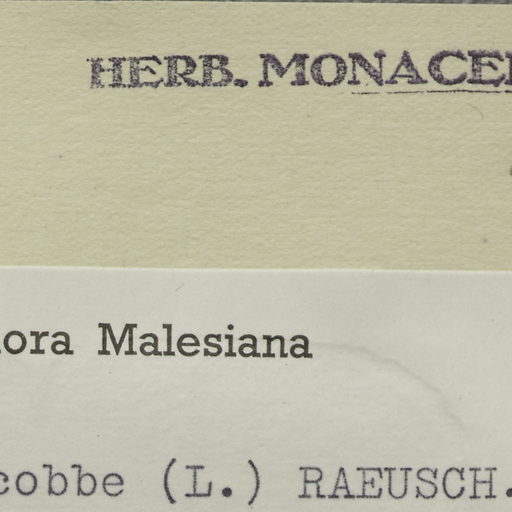 HERB. MONACE
ora Malesiana
cobbe (L.) RAEUSCH.